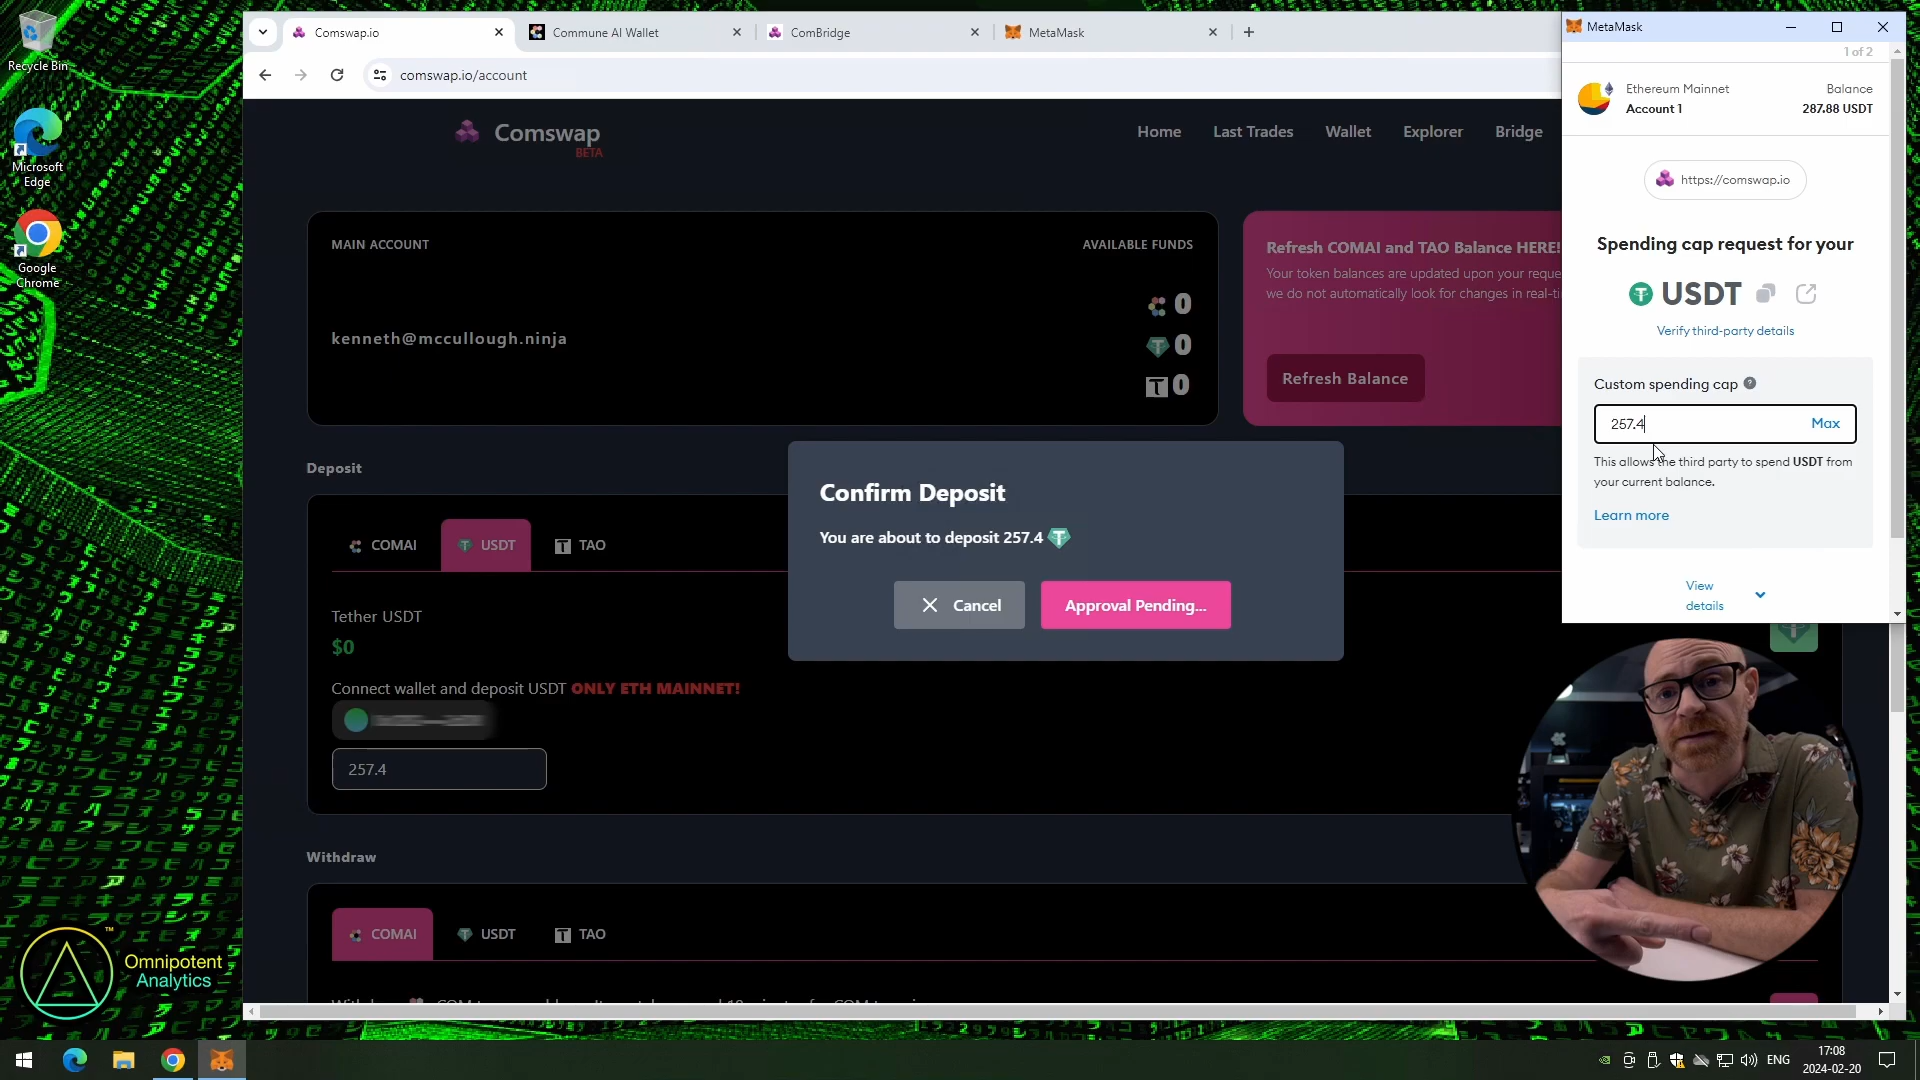 Recycle Bin
Microsoft
Edge
Google
Chrome
Comswap.io
Commune AI Wallet
ComBridge
MetaMask
comswap.io/account
Comswap
BETA
Home
Last Trades
Wallet
Explorer
Bridge
MAIN ACCOUNT
AVAILABLE FUNDS
0
kenneth@mccullough.ninja
0
0
Refresh COMAI and TAO Balance HERE!
Your token balances are updated upon your reque
we do not automatically look for changes in real-ti
Refresh Balance
Deposit
COMAI
USDT
TAO
Tether USDT
$0
Connect wallet and deposit USDT ONLY ETH MAINNET!
257.4
Confirm Deposit
You are about to deposit 257.4
Cancel
Approval Pending...
Withdraw
COMAI
USDT
TAO
MetaMask
1 of 2
Ethereum Mainnet
Account 1
Balance
287.88 USDT
https://comswap.io
Spending cap request for your
USDT
Verify third-party details
Custom spending cap
257.4
Max
This allows the third party to spend USDT from
your current balance.
Learn more
View
details
Omnipotent
Analytics
™
ENG
17:08
2024-02-20